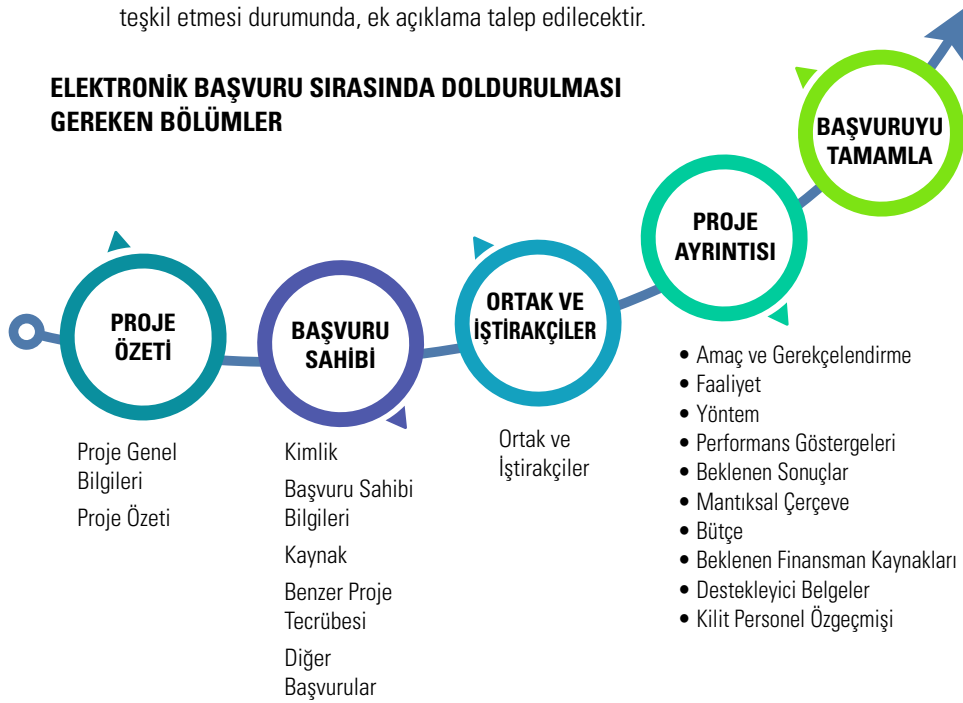 teşkil etmesi durumunda, ek açıklama talep edilecektir.
ELEKTRONİK BAŞVURU SIRASINDA DOLDURULMASI
GEREKEN BÖLÜMLER
PROJE
ÖZETİ
Proje Genel
Bilgileri
Proje Özeti
BAŞVURU
SAHİBİ
Kimlik
Başvuru Sahibi
Bilgileri
Kaynak
Benzer Proje
Tecrübesi
Diğer
Başvurular
ORTAK VE
İŞTİRAKÇİLER
Ortak ve
İştirakçiler
PROJE
AYRINTISI
• Amaç ve Gerekçelendirme
• Faaliyet
• Yöntem
• Performans Göstergeleri
• Beklenen Sonuçlar
• Mantıksal Çerçeve
• Bütçe
• Beklenen Finansman Kaynakları
• Destekleyici Belgeler
• Kilit Personel Özgeçmişi
BAŞVURUYU
TAMAMLA